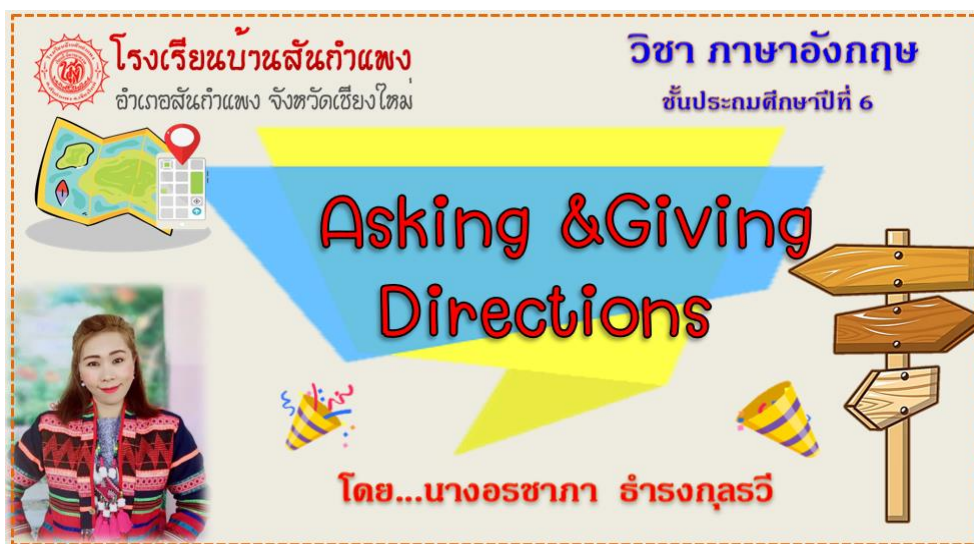 โรงเรียนบ้านสันกำแพง
อำเภอสันกำแพง จังหวัดเชียงใหม่
วิชา ภาษาอังกฤษ
ชั้นประถมศึกษาปีที่ 6
Asking &Giving
Directions
โดย...นางอรชาภา ธำรงกุลรวี